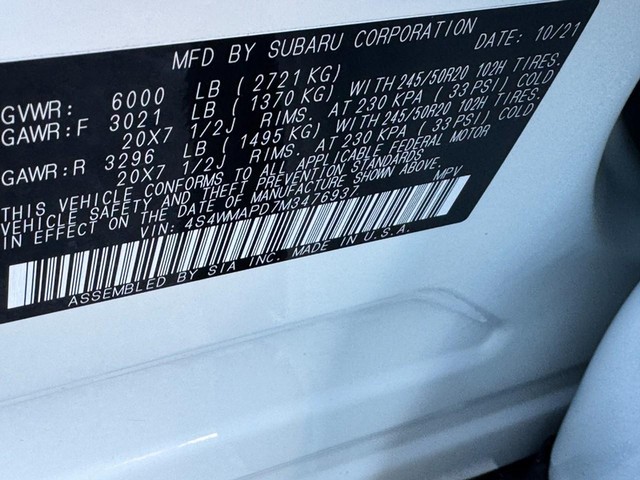 MFD BY SUBARU CORPORATION DATE: 10/21
GVWR: 6000 LB ( 2721 KG)
GAWR:F 3021 LB ( 1370 KG) WITH 245/50R20 102H TIRES.
20X7 1/2J RIMS. AT 230 KPA ( 33 PSI) COLD
GAWR:R 3296 LB ( 1495 KG) WITH 245/50R20 102H TIRES.
20X7 1/2J RIMS. AT 230 KPA ( 33 PSI) COLD.
THIS VEHICLE CONFORMS TO ALL APPLICABLE FEDERAL MOTOR
VEHICLE SAFETY AND THEFT PREVENTION STANDARDS
IN EFFECT ON THE DATE OF MANUFACTURE SHOWN ABOVE.
VIN: 4S4WMAPD7M3476937 MPV
ASSEMBLED BY SIA INC. MADE IN U.S.A.